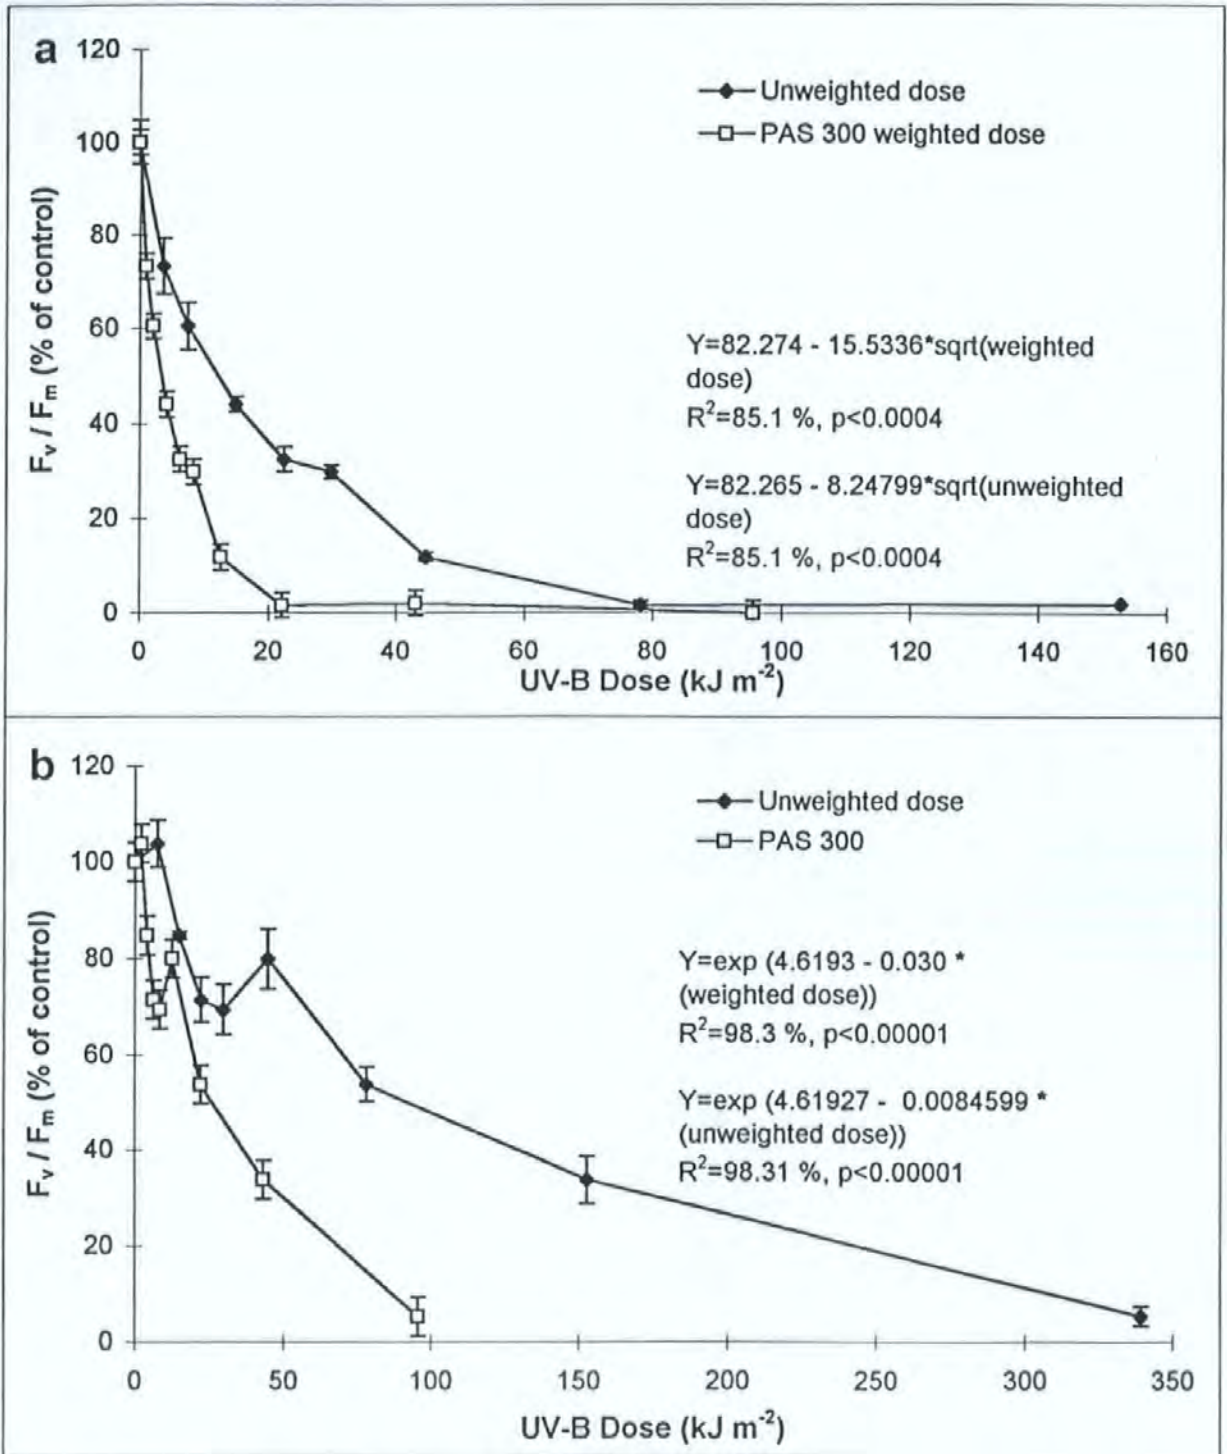 a
120
100
80
60
40
20
0
F_v / F_m (% of control)
Unweighted dose
PAS 300 weighted dose
Y=82.274 - 15.5336*sqrt(weighted
dose)
R²=85.1 %, p<0.0004
Y=82.265 - 8.24799*sqrt(unweighted
dose)
R²=85.1 %, p<0.0004
0 20 40 60 80 100 120 140 160
UV-B Dose (kJ m⁻²)
b
120
100
80
60
40
20
0
F_v / F_m (% of control)
Unweighted dose
PAS 300
Y=exp (4.6193 - 0.030 *
(weighted dose))
R²=98.3 %, p<0.00001
Y=exp (4.61927 - 0.0084599 *
(unweighted dose))
R²=98.31 %, p<0.00001
0 50 100 150 200 250 300 350
UV-B Dose (kJ m⁻²)